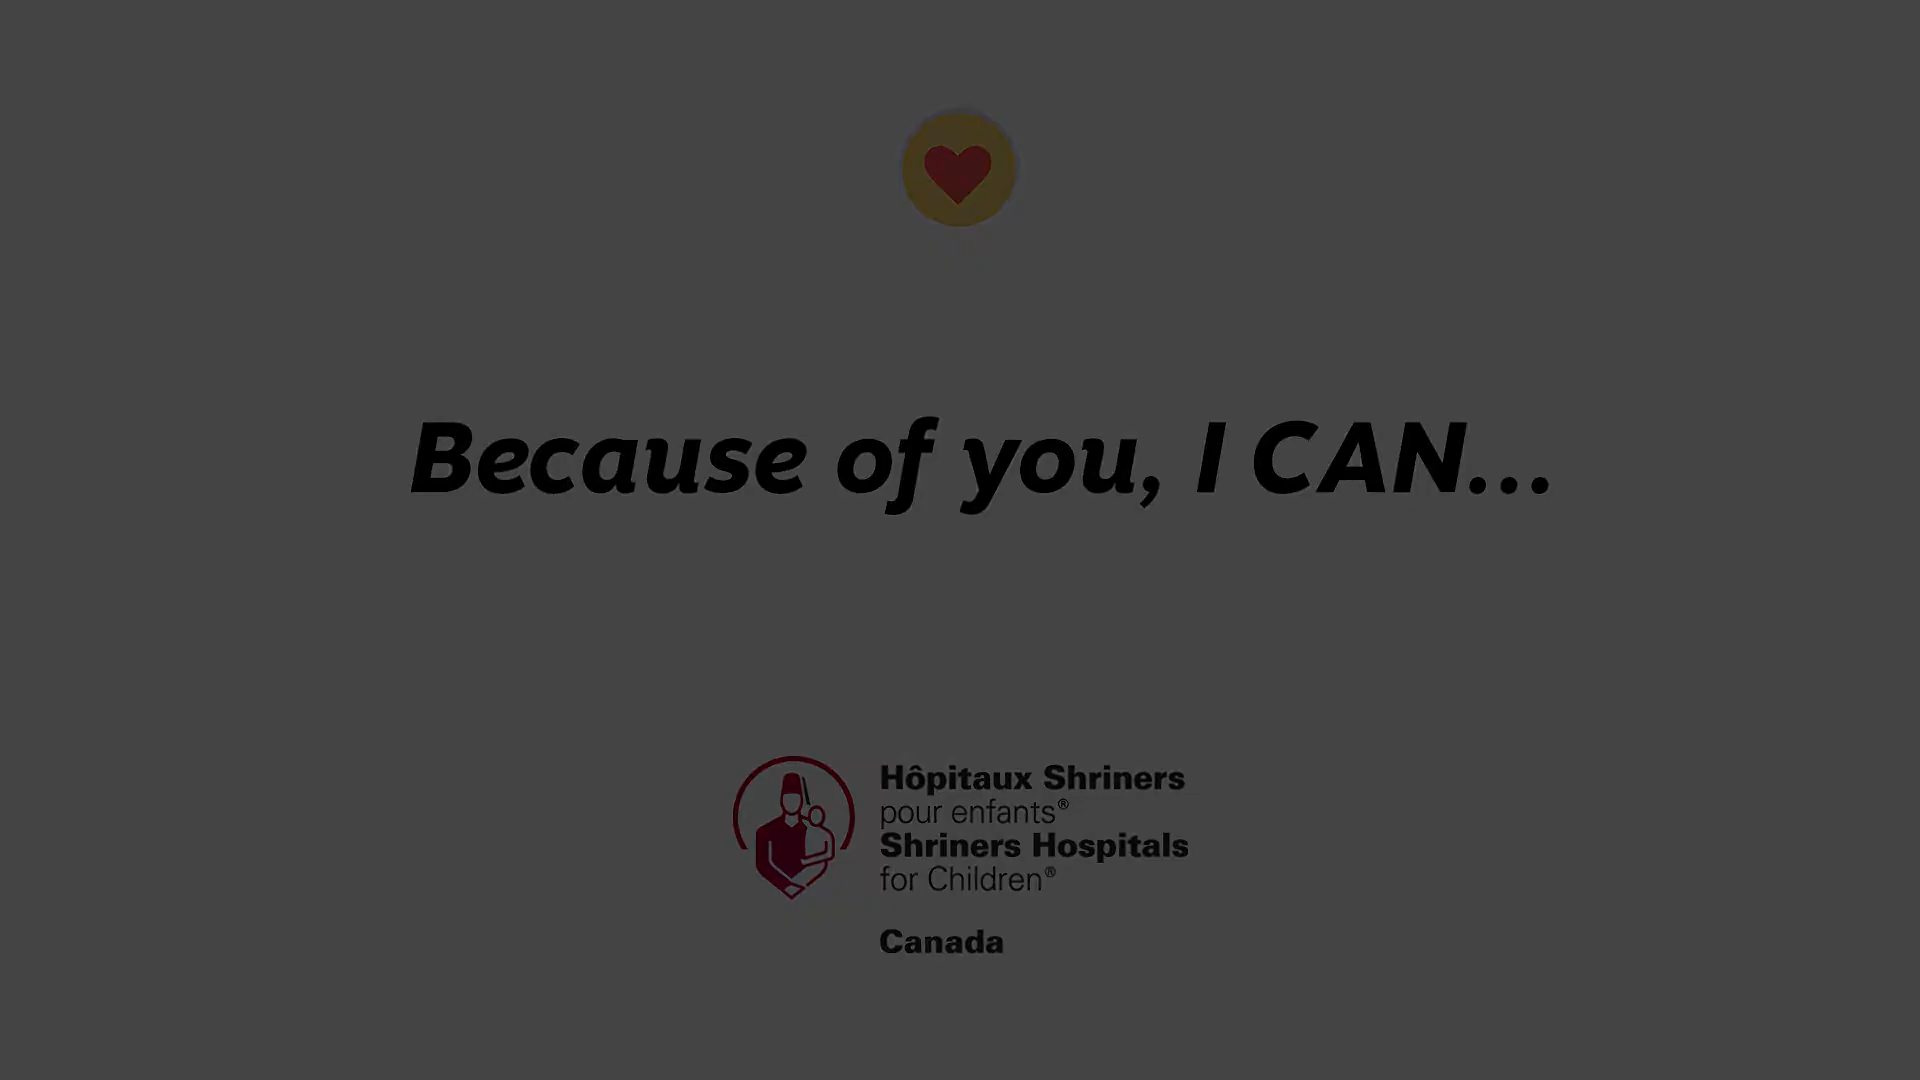 Because of you, I CAN...
Hôpitaux Shriners
pour enfants®
Shriners Hospitals
for Children®
Canada